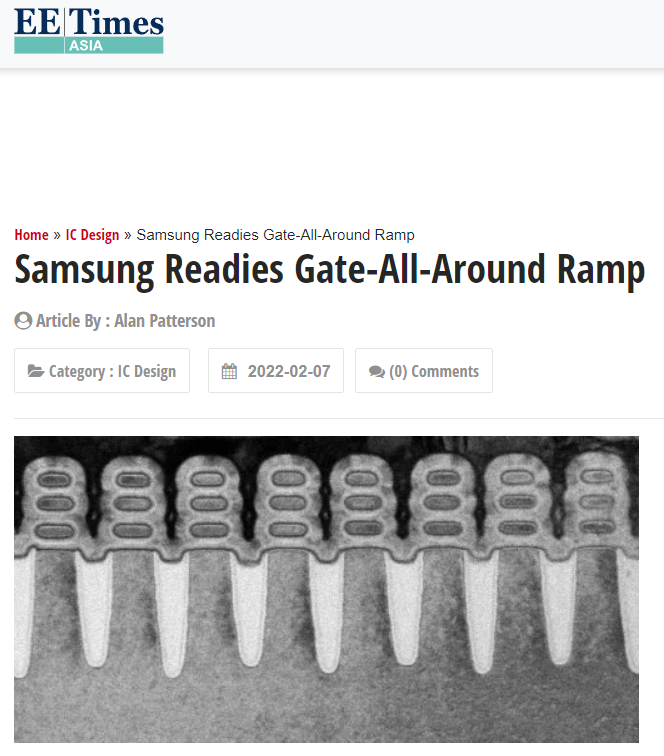 EE Times
ASIA
Home » IC Design » Samsung Readies Gate-All-Around Ramp
Samsung Readies Gate-All-Around Ramp
Article By : Alan Patterson
Category : IC Design
2022-02-07
(0) Comments